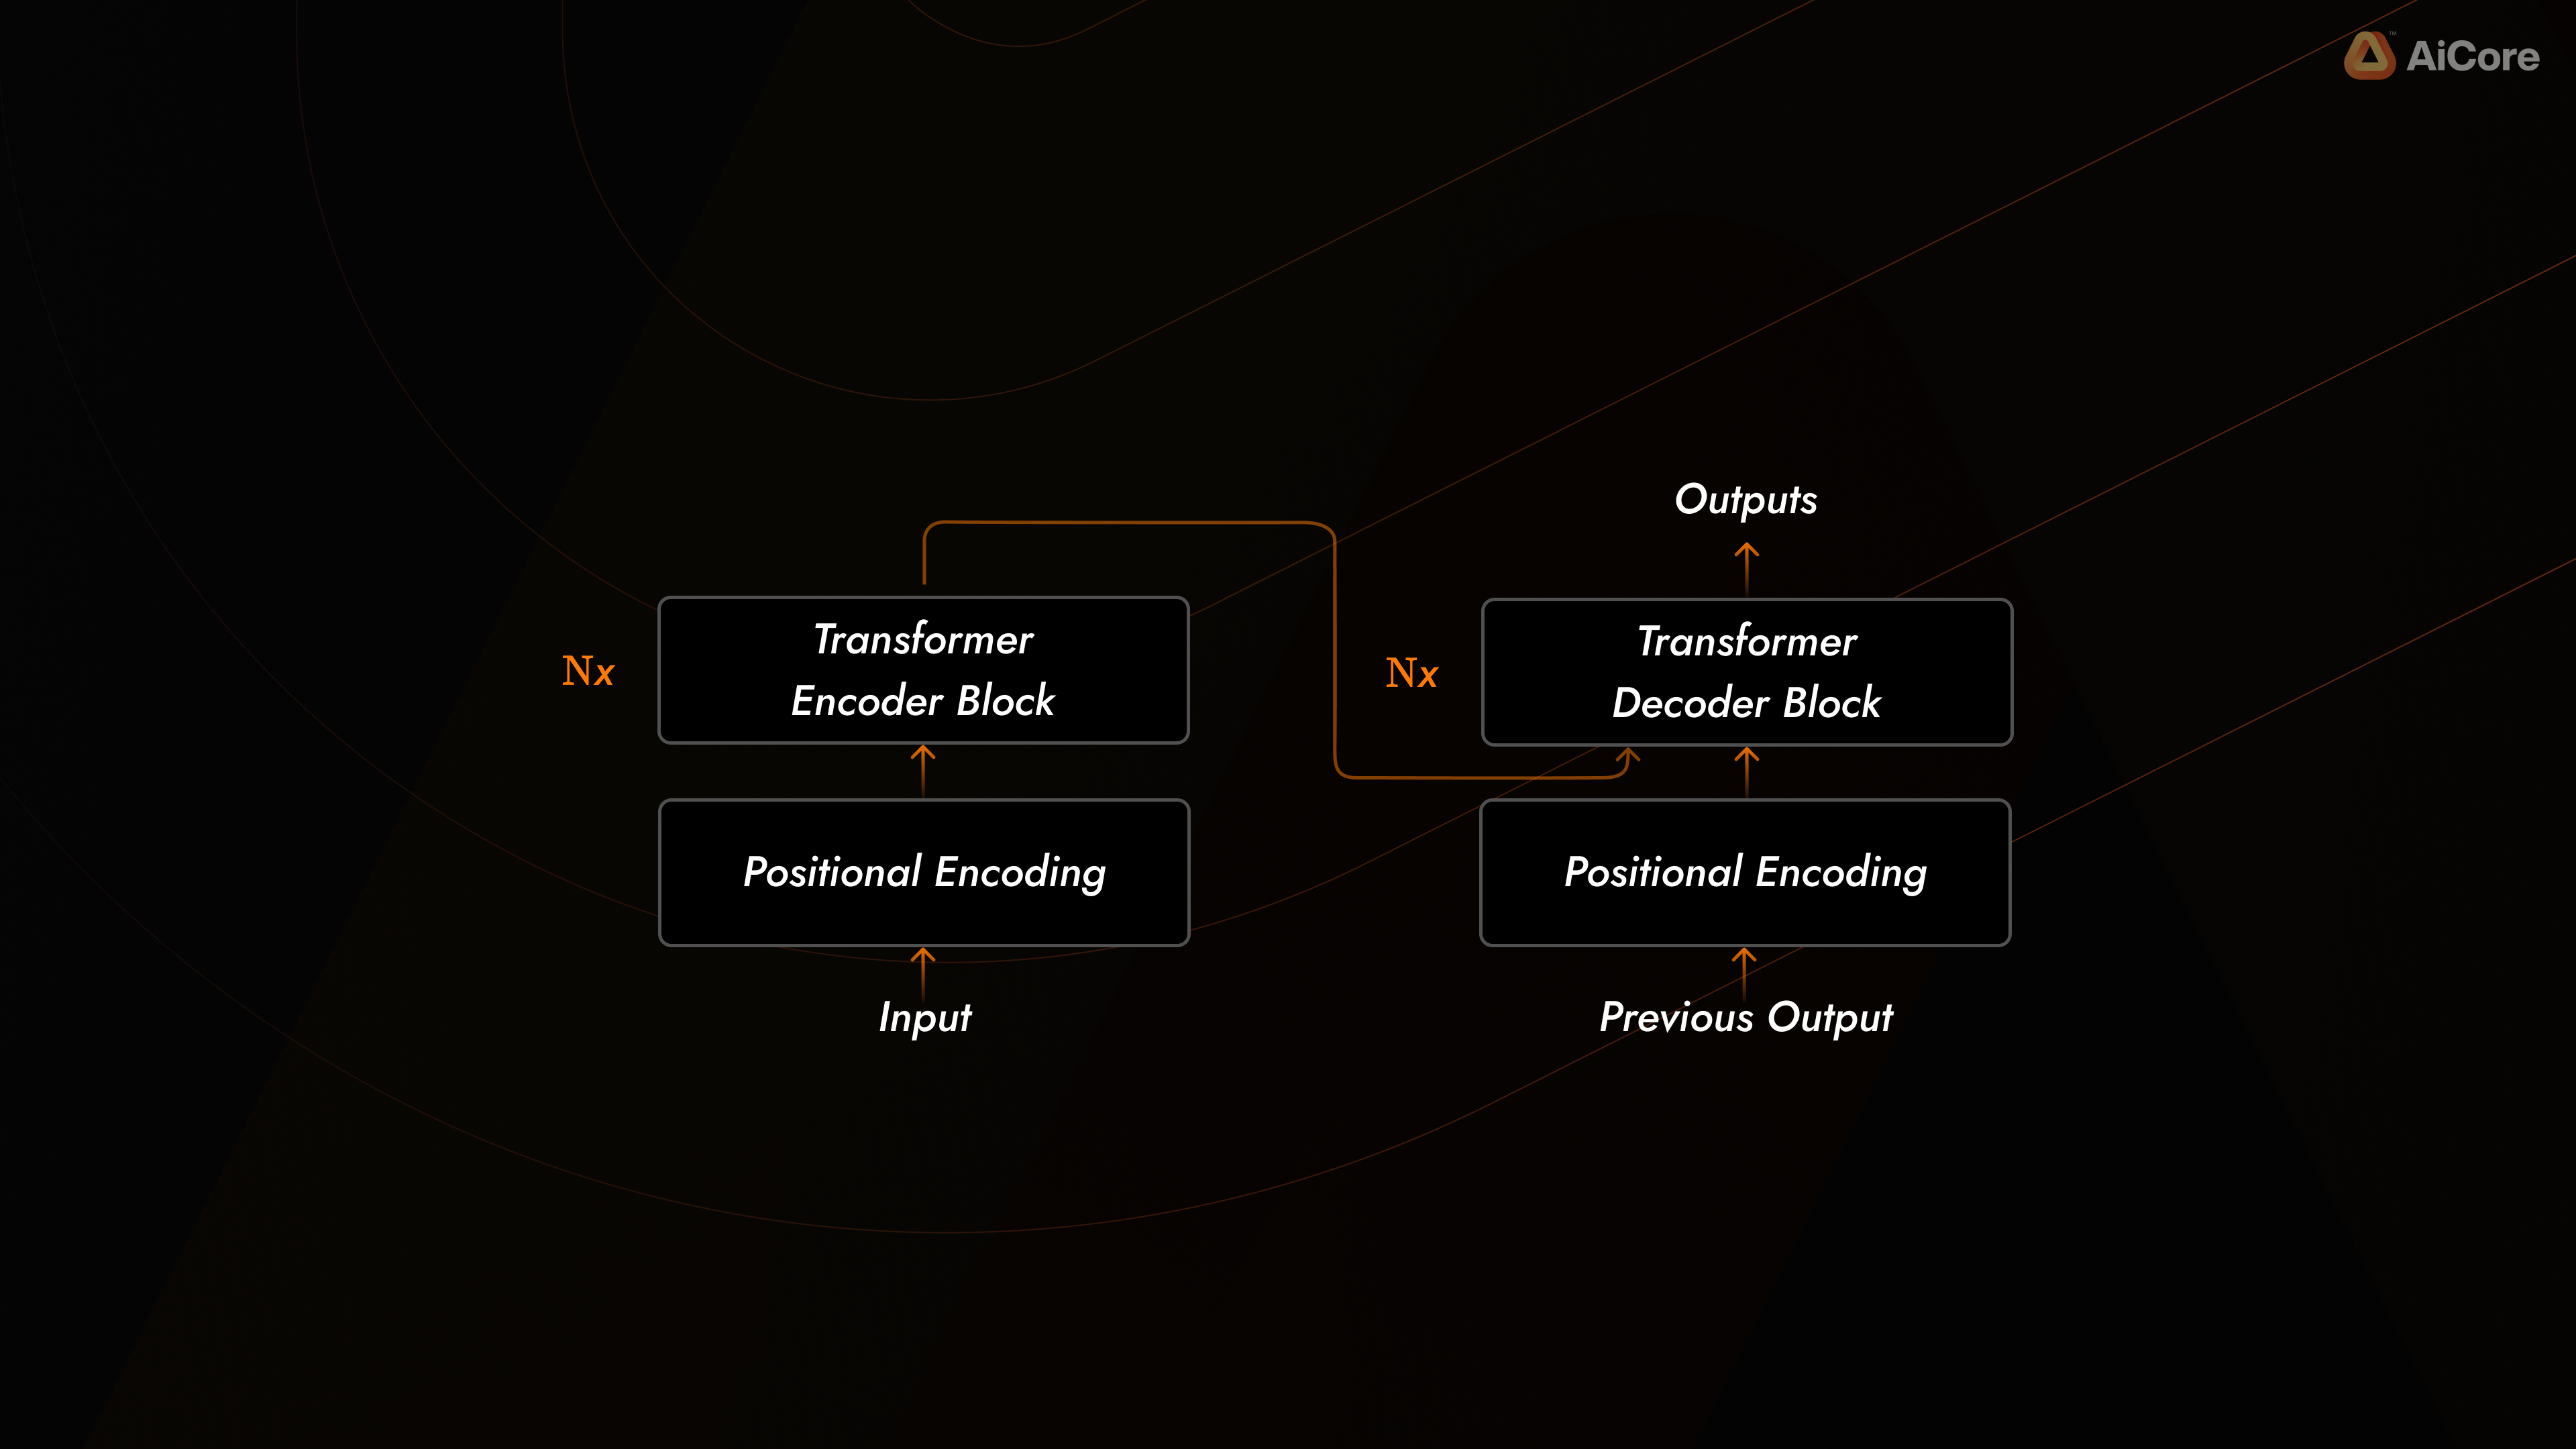 AiCore
Outputs
Nx
Transformer
Encoder Block
Nx
Transformer
Decoder Block
Positional Encoding
Positional Encoding
Input
Previous Output